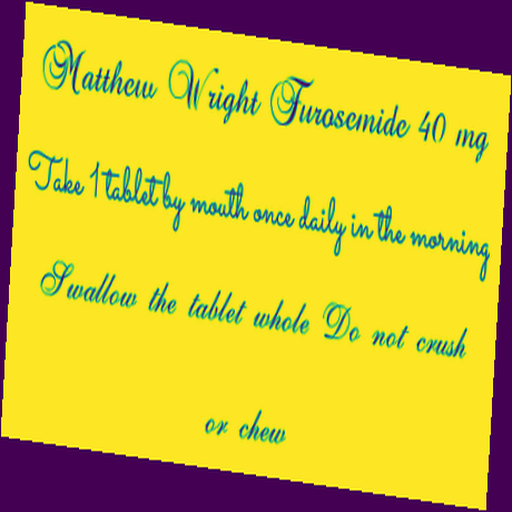 Matthew Wright Furosemide 40 mg
Take 1 tablet by mouth once daily in the morning
Swallow the tablet whole Do not crush
or chew